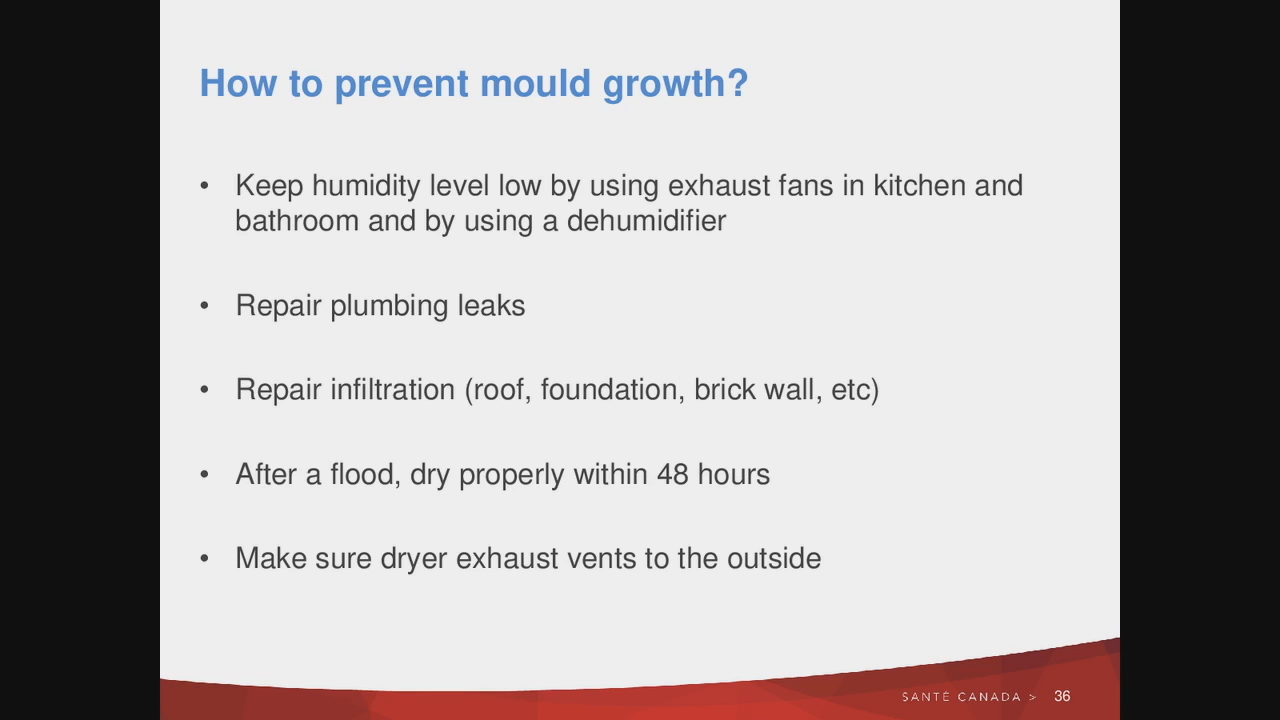 How to prevent mould growth?
• Keep humidity level low by using exhaust fans in kitchen and
bathroom and by using a dehumidifier
• Repair plumbing leaks
• Repair infiltration (roof, foundation, brick wall, etc)
• After a flood, dry properly within 48 hours
• Make sure dryer exhaust vents to the outside
SANTÉ CANADA > 36